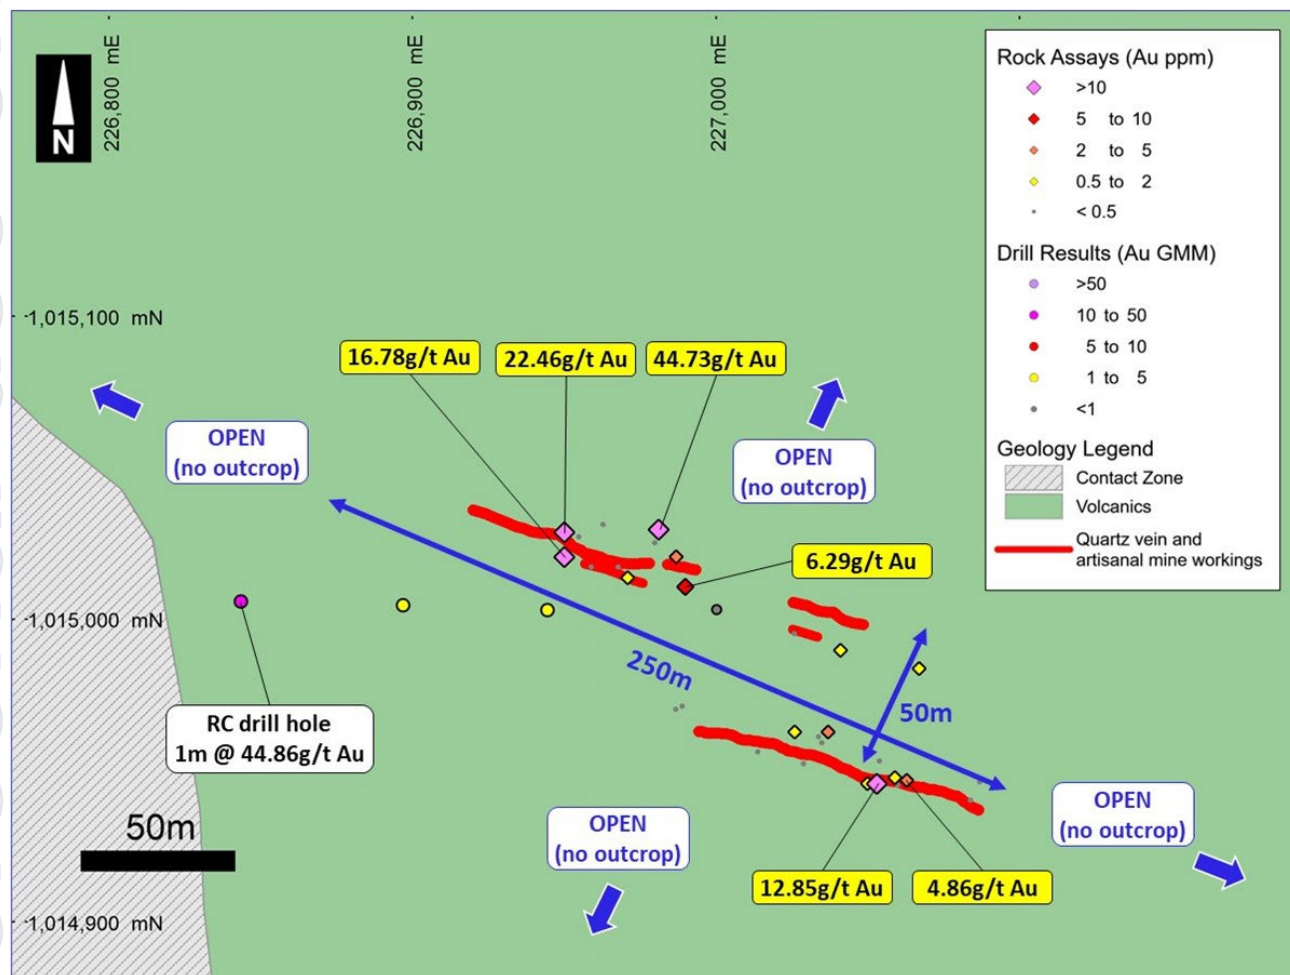 226,800 mE
226,900 mE
227,000 mE
N
Rock Assays (Au ppm)
>10
5 to 10
2 to 5
0.5 to 2
< 0.5
Drill Results (Au GMM)
>50
10 to 50
5 to 10
1 to 5
<1
Geology Legend
Contact Zone
Volcanics
Quartz vein and
artisanal mine workings
1,015,100 mN
16.78g/t Au
22.46g/t Au
44.73g/t Au
OPEN
(no outcrop)
OPEN
(no outcrop)
6.29g/t Au
1,015,000 mN
250m
50m
RC drill hole
1m @ 44.86g/t Au
50m
OPEN
(no outcrop)
OPEN
(no outcrop)
12.85g/t Au
4.86g/t Au
1,014,900 mN